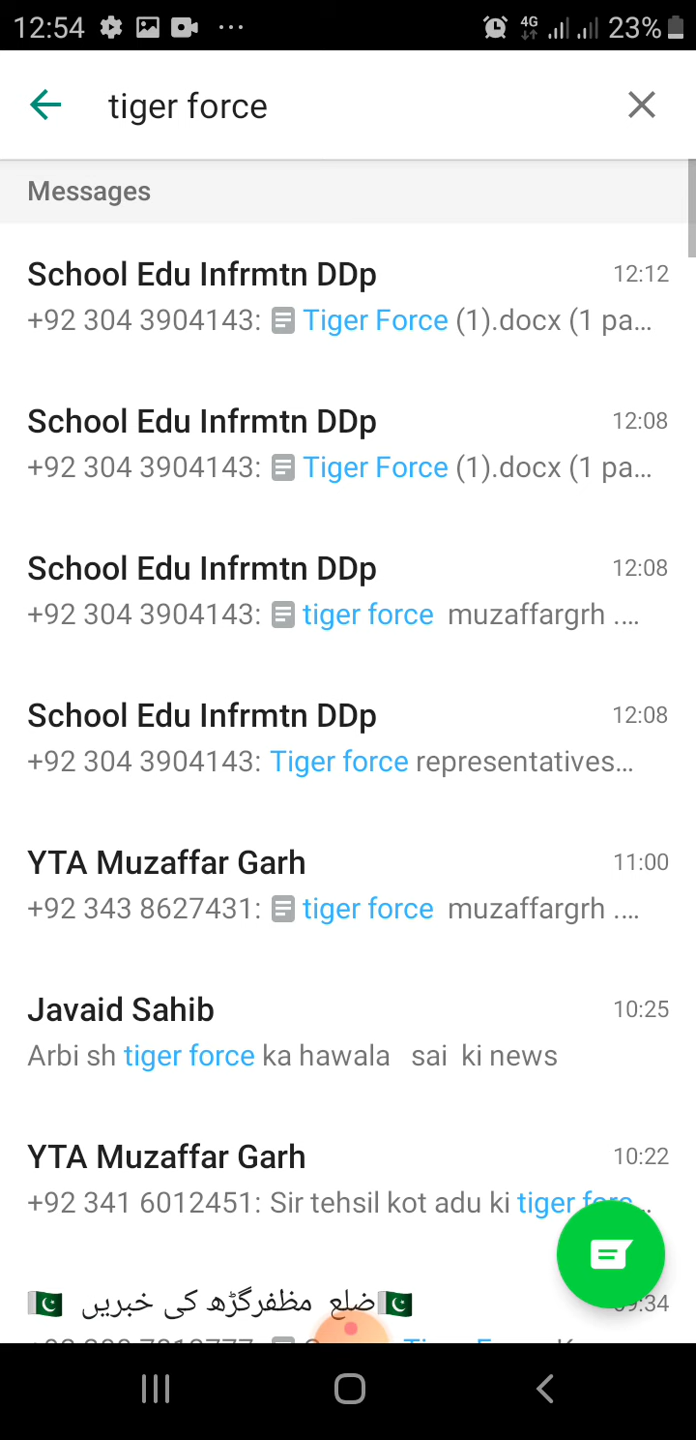 12:54 ... 4G 23%
tiger force
Messages
School Edu Infrmtn DDp 12:12
+92 304 3904143: Tiger Force (1).docx (1 pa...
School Edu Infrmtn DDp 12:08
+92 304 3904143: Tiger Force (1).docx (1 pa...
School Edu Infrmtn DDp 12:08
+92 304 3904143: tiger force muzaffargrh ....
School Edu Infrmtn DDp 12:08
+92 304 3904143: Tiger force representatives...
YTA Muzaffar Garh 11:00
+92 343 8627431: tiger force muzaffargrh ....
Javaid Sahib 10:25
Arbi sh tiger force ka hawala sai ki news
YTA Muzaffar Garh 10:22
+92 341 6012451: Sir tehsil kot adu ki tiger
🇵🇰ضلع مظفرگڑھ کی خبریں 🇵🇰 09:34